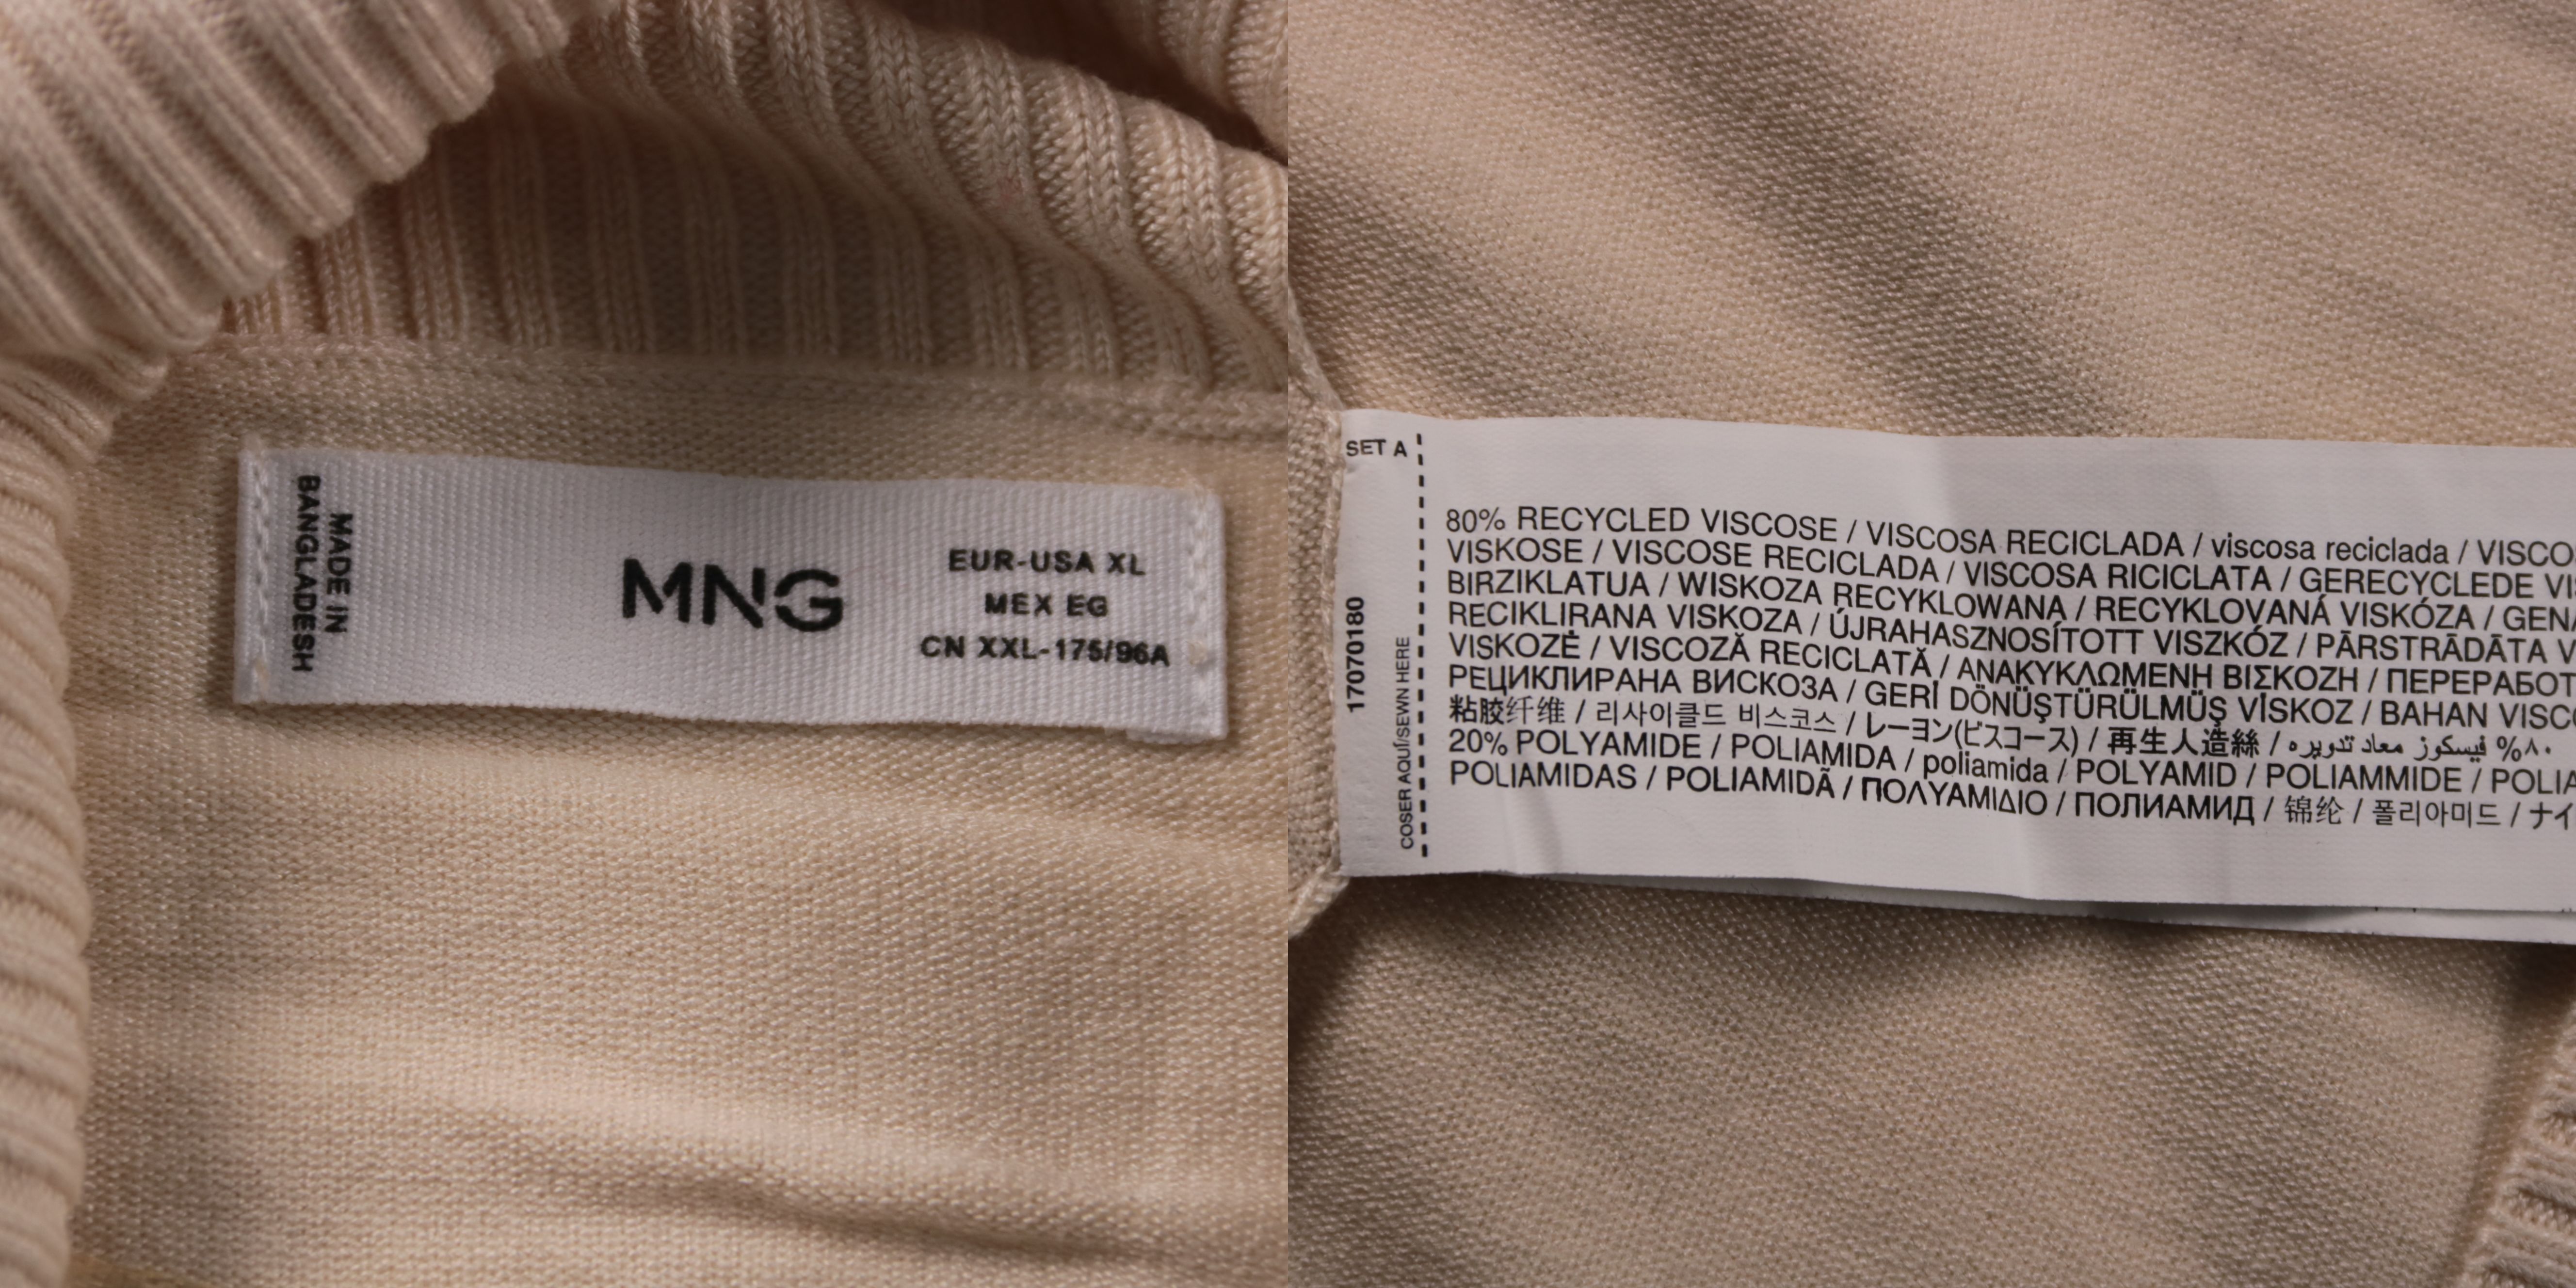 MADE IN
BANGLADESH
MNG
EUR-USA XL
MEX EG
CN XXL-175/96A
SET A
17070180
COSER AQUÍ/SEWN HERE
80% RECYCLED VISCOSE / VISCOSA RECICLADA / viscosa reciclada / VISCO
VISKOSE / VISCOSE RECICLADA / VISCOSA RICICLATA / GERECYCLEDE VI
BIRZIKLATUA / WISKOZA RECYKLOWANA / RECYKLOVANÁ VISKÓZA / GEN
RECIKLIRANA VISKOZA / ÚJRAHASZNOSÍTOTT VISZKÓZ / PĀRSTRĀDĀTA V
VISKOZĖ / VISCOZĂ RECICLATĂ / ΑΝΑΚΥΚΛΩΜΕΝΗ ΒΙΣΚΟΖΗ / ПЕРЕРАБОТ
РЕЦИКЛИРАНА ВИСКОЗА / GERİ DÖNÜŞTÜRÜLMÜŞ VİSKOZ / BAHAN VISCO
粘胶纤维 / 리사이클드 비스코스 / レーヨン(ビスコース) / 再生人造絲 / ٨٠% فيسكوز معاد تدويره
20% POLYAMIDE / POLIAMIDA / poliamida / POLYAMID / POLIAMMIDE / POLIA
POLIAMIDAS / POLIAMIDĂ / ΠΟΛΥΑΜΙΔΙΟ / ПОЛИАМИД / 锦纶 / 폴리아미드 / ナイ